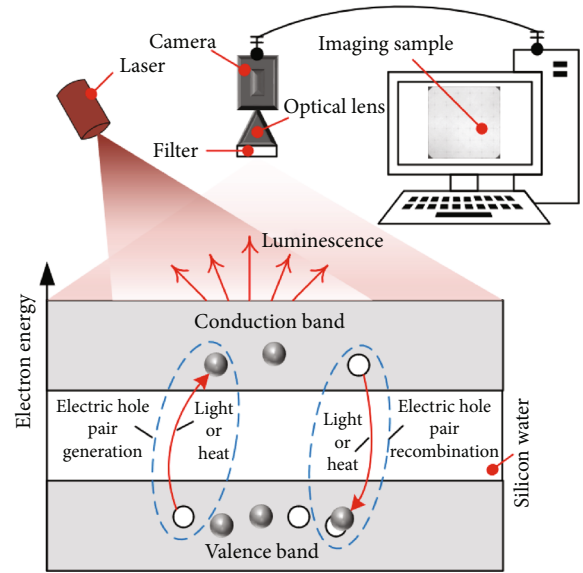 Camera
Laser
Imaging
sample
Optical lens
Filter
Luminescence
Electron energy
Conduction band
Electric hole
pair
generation
Light
or
heat
Light
or
heat
Electric hole
pair
recombination
Silicon water
Valence band